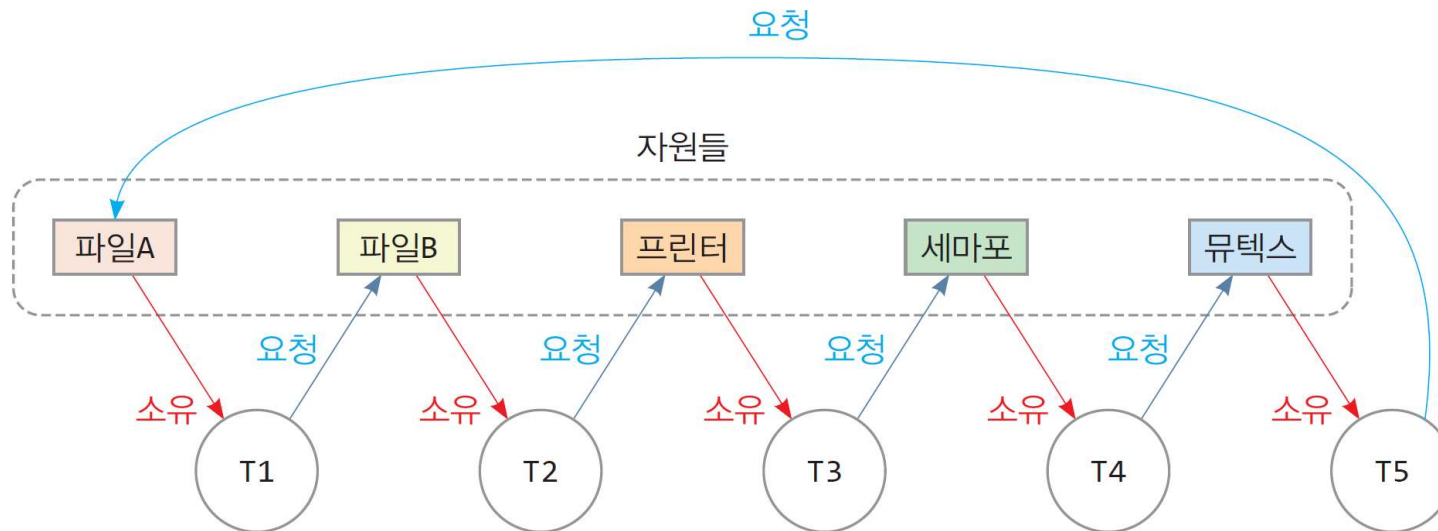 요청
자원들
파일A 파일B 프린터 세마포 뮤텍스
요청 요청 요청 요청
소유 소유 소유 소유 소유
T1 T2 T3 T4 T5